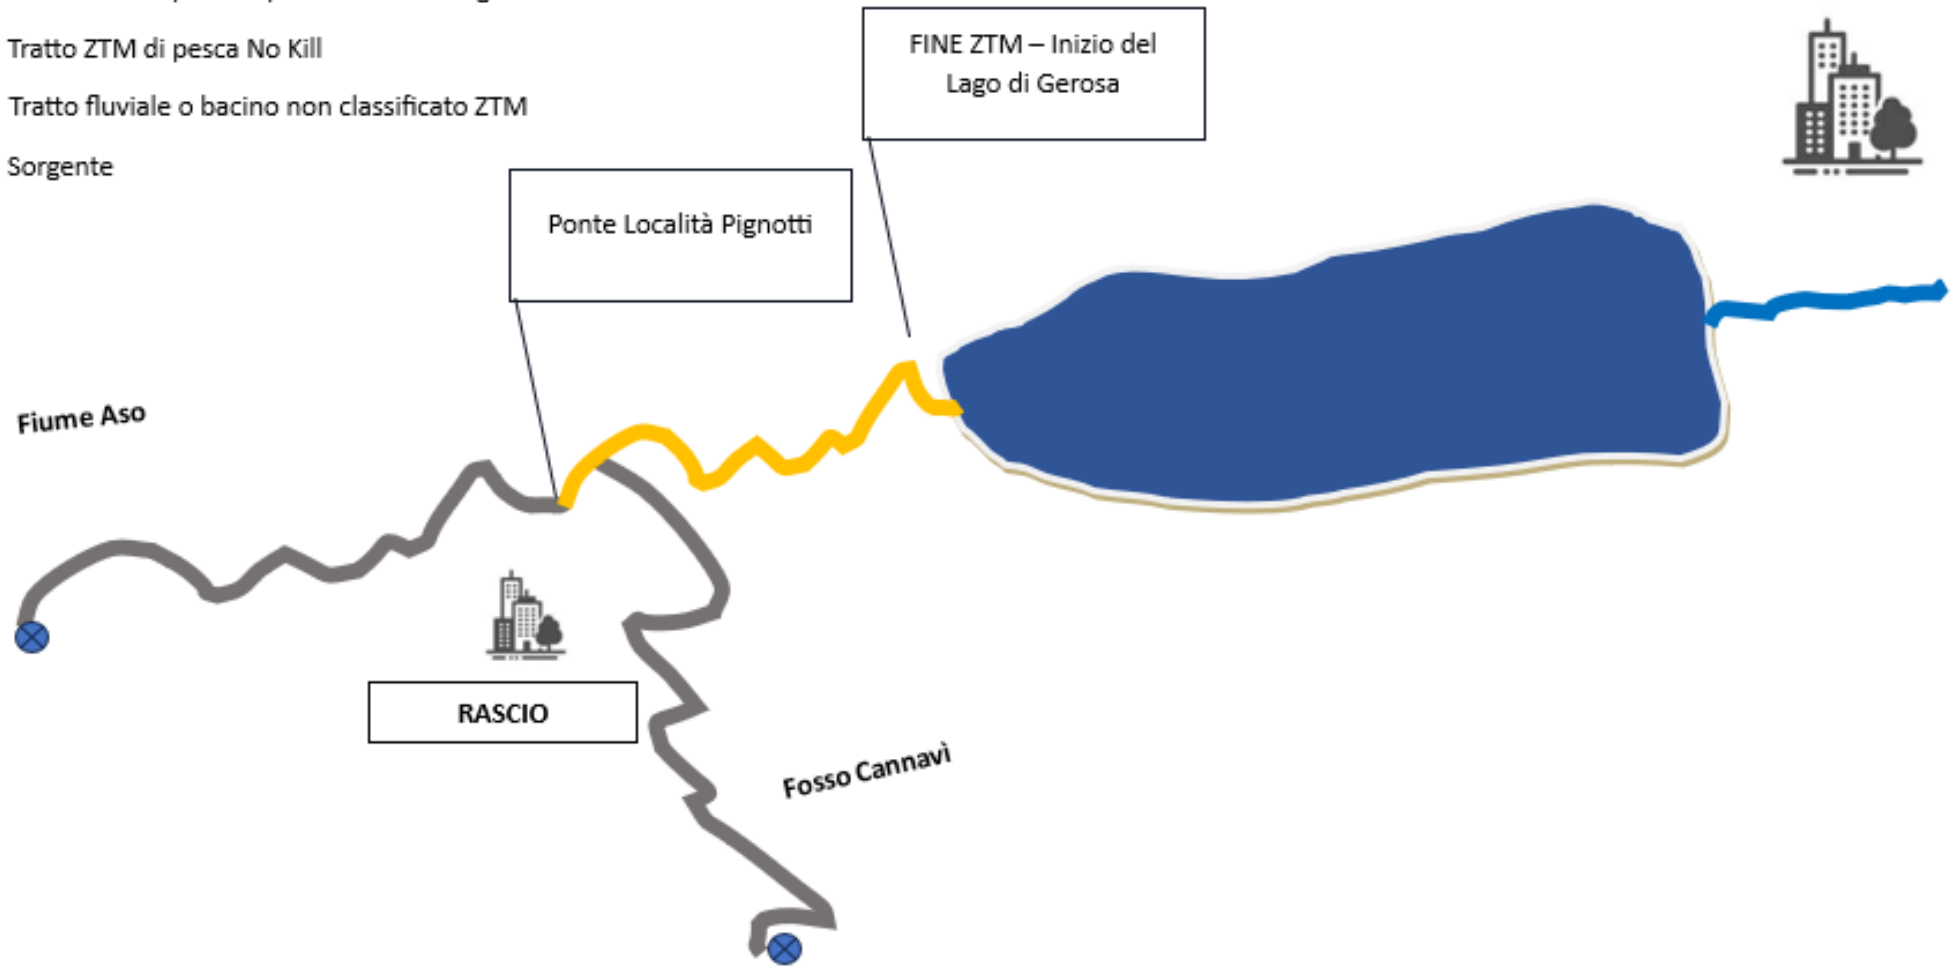 Tratto ZTM di pesca No Kill
Tratto fluviale o bacino non classificato ZTM
Sorgente
FINE ZTM – Inizio del
Lago di Gerosa
Ponte Località Pignotti
Fiume Aso
RASCIO
Fosso Cannavì